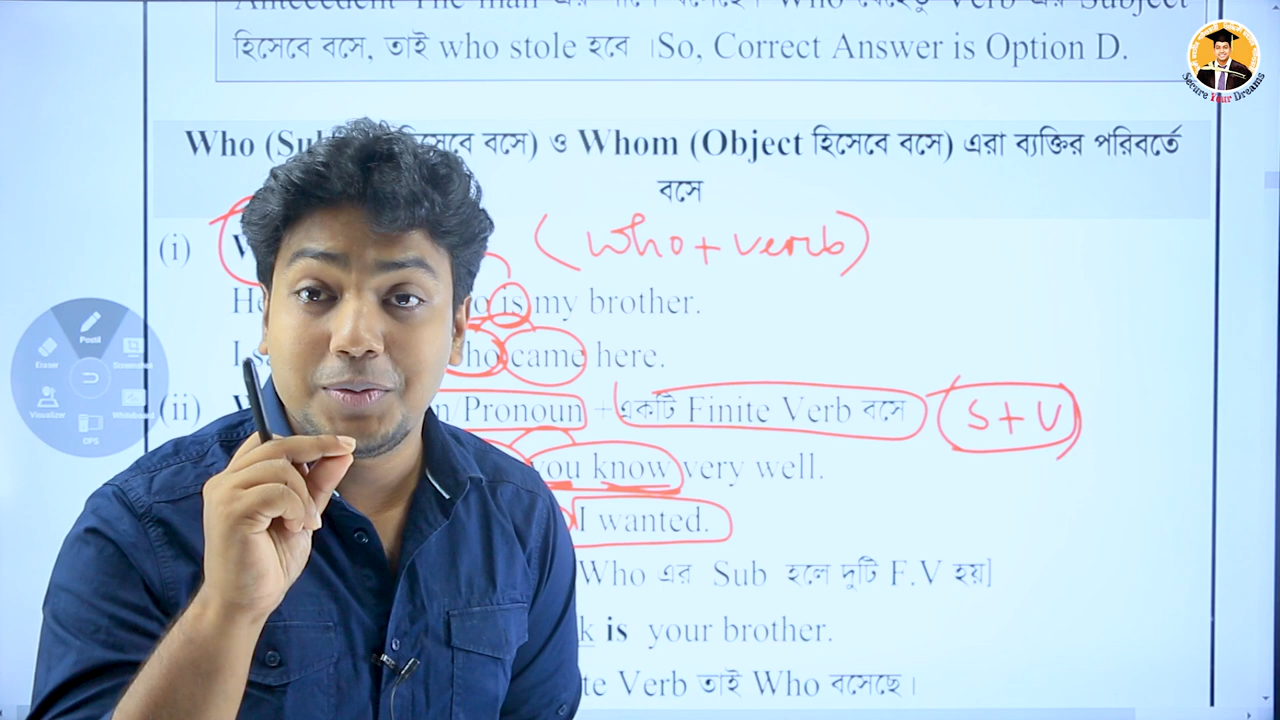 Antecedent The man এর পরে বসেছে। Who যেহেতু Verb এর Subject
হিসেবে বসে, তাই who stole হবে ।So, Correct Answer is Option D.
Who (Sub হিসেবে বসে) ও Whom (Object হিসেবে বসে) এরা ব্যক্তির পরিবর্তে
বসে
(i) W (who + verb)
He is my brother.
I came here.
(ii) W n/Pronoun + একটি Finite Verb বসে S + V
you know very well.
I wanted.
Who এর Sub হলে দুটি F.V হয়]
k is your brother.
te Verb তাই Who বসেছে।
Postil
Eraser
Screenshot
Visualizer
Whiteboard
OPS
Secure Your Dreams